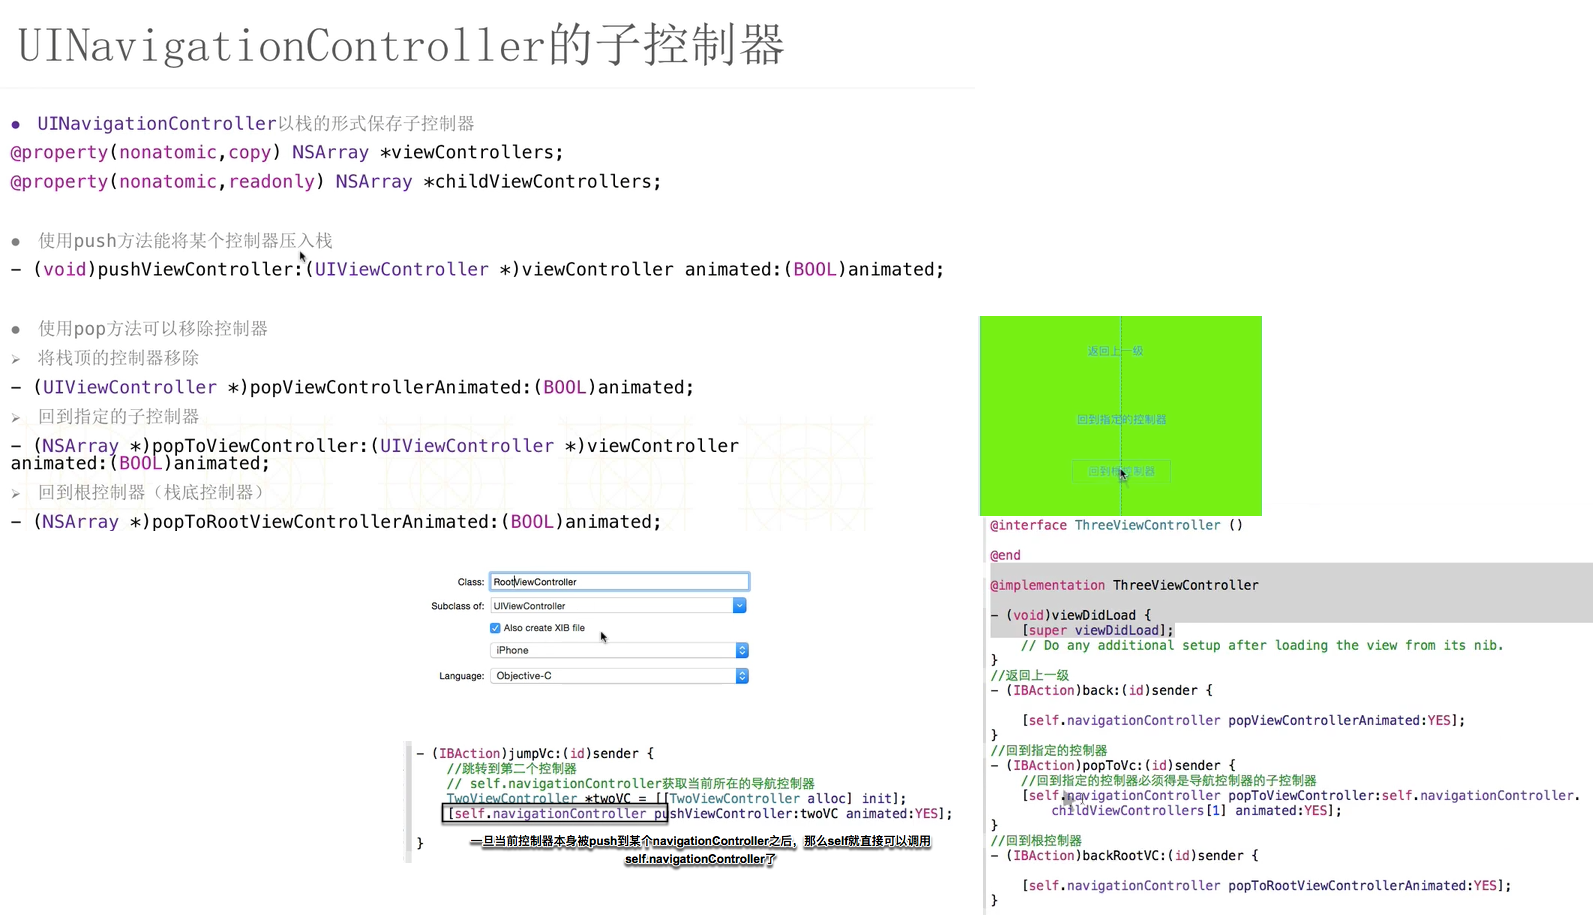 UINavigationController的子控制器
● UINavigationController以栈的形式保存子控制器
@property(nonatomic,copy) NSArray *viewControllers;
@property(nonatomic,readonly) NSArray *childViewControllers;
● 使用push方法能将某个控制器压入栈
- (void)pushViewController:(UIViewController *)viewController animated:(BOOL)animated;
● 使用pop方法可以移除控制器
➢ 将栈顶的控制器移除
- (UIViewController *)popViewControllerAnimated:(BOOL)animated;
➢ 回到指定的子控制器
- (NSArray *)popToViewController:(UIViewController *)viewController
animated:(BOOL)animated;
➢ 回到根控制器（栈底控制器）
- (NSArray *)popToRootViewControllerAnimated:(BOOL)animated;
Class: RootViewController
Subclass of: UIViewController
Also create XIB file
iPhone
Language: Objective-C
- (IBAction)jumpVc:(id)sender {
//跳转到第二个控制器
// self.navigationController获取当前所在的导航控制器
TwoViewController *twoVC = [[TwoViewController alloc] init];
[self.navigationController pushViewController:twoVC animated:YES];
}
一旦当前控制器本身被push到某个navigationController之后，那么self就直接可以调用
self.navigationController了
返回上一级
回到指定的控制器
回到根控制器
@interface ThreeViewController ()
@end
@implementation ThreeViewController
- (void)viewDidLoad {
[super viewDidLoad];
// Do any additional setup after loading the view from its nib.
}
//返回上一级
- (IBAction)back:(id)sender {
[self.navigationController popViewControllerAnimated:YES];
}
//回到指定的控制器
- (IBAction)popToVc:(id)sender {
//回到指定的控制器必须得是导航控制器的子控制器
[self.navigationController popToViewController:self.navigationController.
childViewControllers[1] animated:YES];
}
//回到根控制器
- (IBAction)backRootVC:(id)sender {
[self.navigationController popToRootViewControllerAnimated:YES];
}